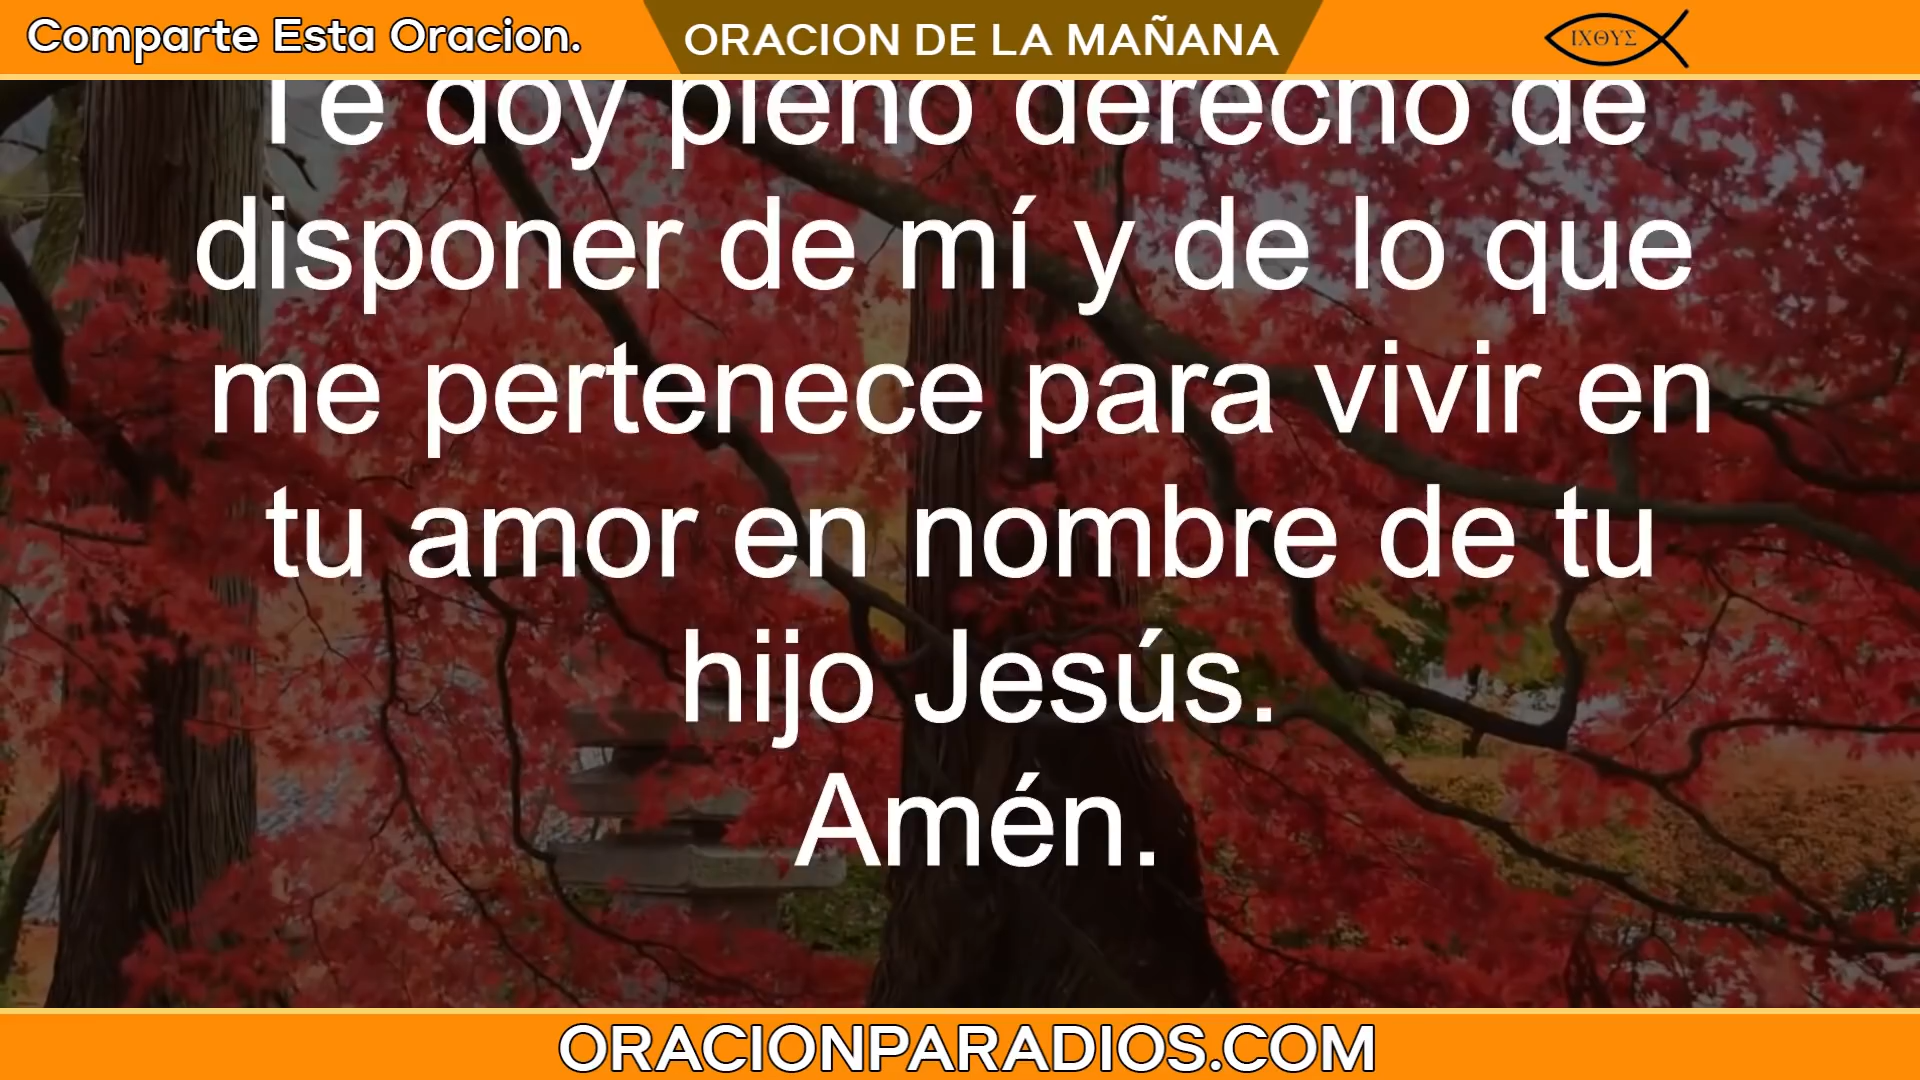 Comparte Esta Oracion.
ORACION DE LA MAÑANA
ΙΧΘΥΣ
Te doy pleno derecho de
disponer de mí y de lo que
me pertenece para vivir en
tu amor en nombre de tu
hijo Jesús.
Amén.
ORACIONPARADIOS.COM